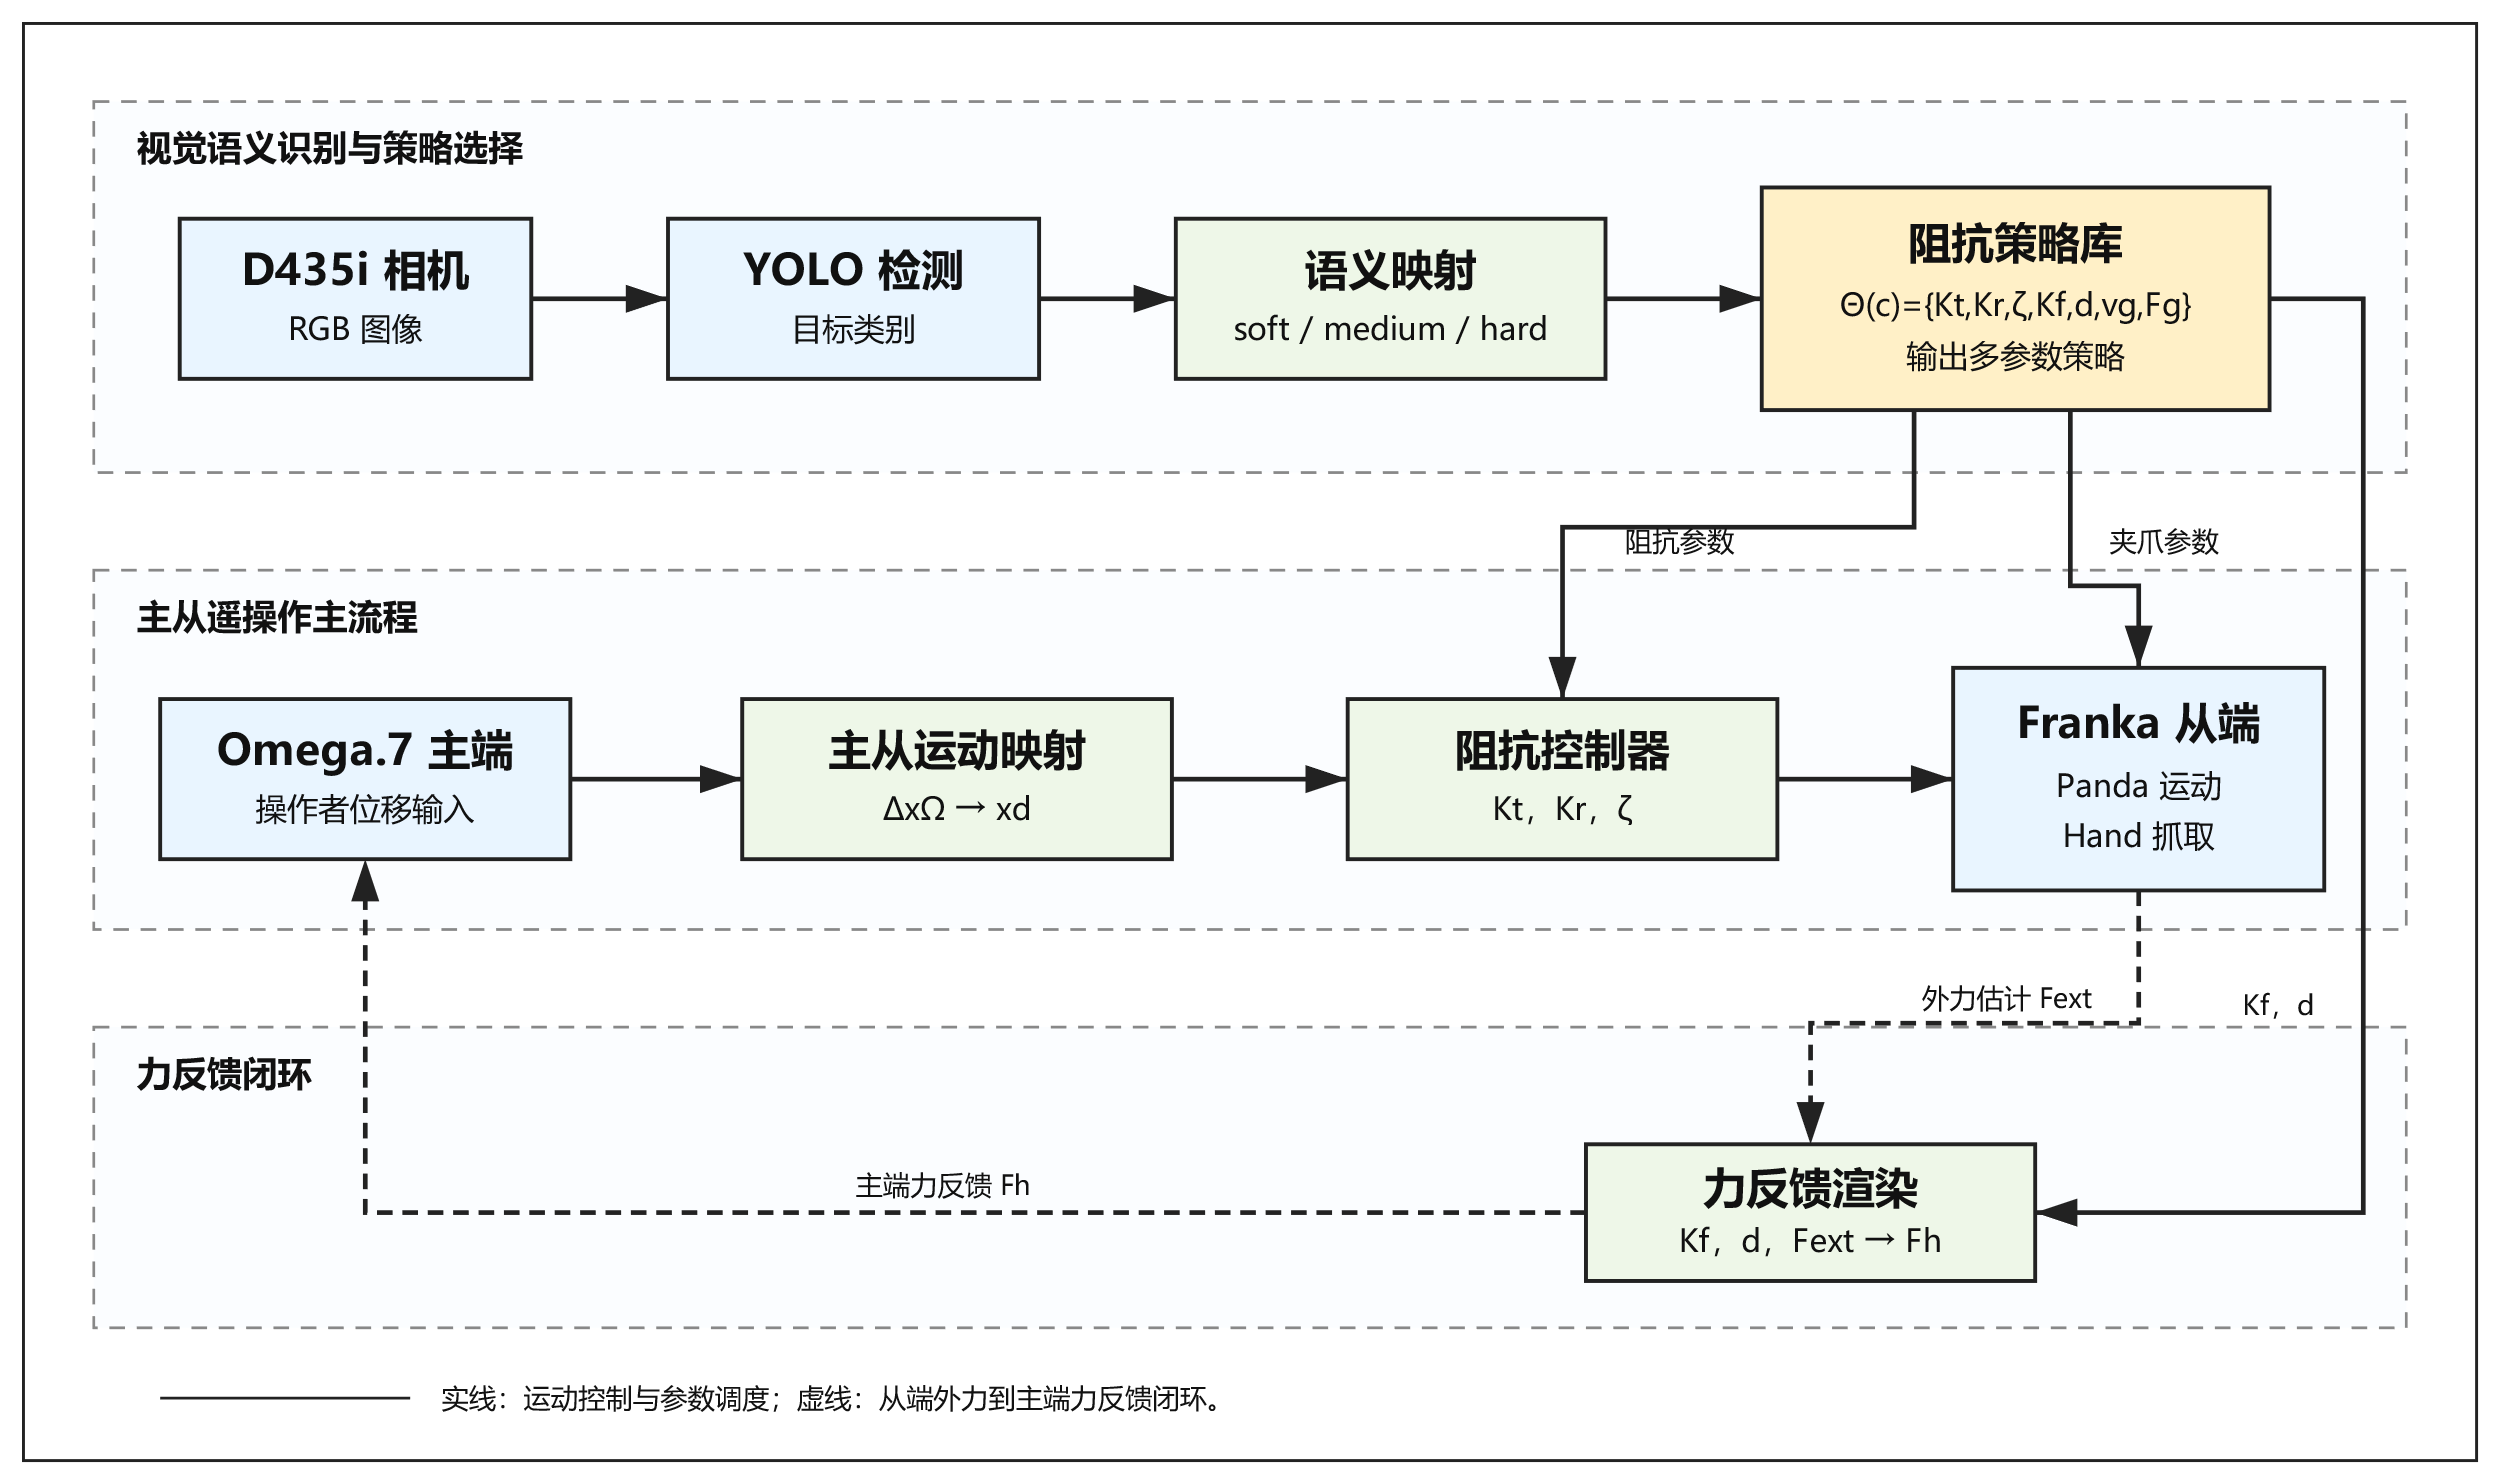 视觉语义识别与策略选择
D435i 相机
RGB 图像
YOLO 检测
目标类别
语义映射
soft / medium / hard
阻抗策略库
Θ(c)={Kt,Kr,ζ,Kf,d,vg,Fg}
输出多参数策略
阻抗参数
夹爪参数
主从遥操作主流程
Omega.7 主端
操作者位移输入
主从运动映射
ΔxΩ → xd
阻抗控制器
Kt，Kr，ζ
Franka 从端
Panda 运动
Hand 抓取
外力估计 Fext
Kf，d
力反馈闭环
主端力反馈 Fh
力反馈渲染
Kf，d，Fext → Fh
实线：运动控制与参数调度；虚线：从端外力到主端力反馈闭环。